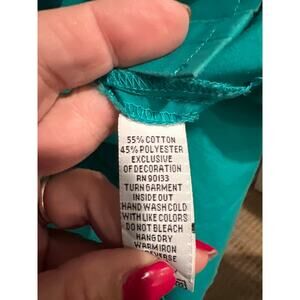 55% COTTON
45% POLYESTER
EXCLUSIVE
OF DECORATION
RN 90133
TURN GARMENT
INSIDE OUT
HAND WASH COLD
WITH LIKE COLORS
DO NOT BLEACH
HANG DRY
WARM IRON
REVERSE